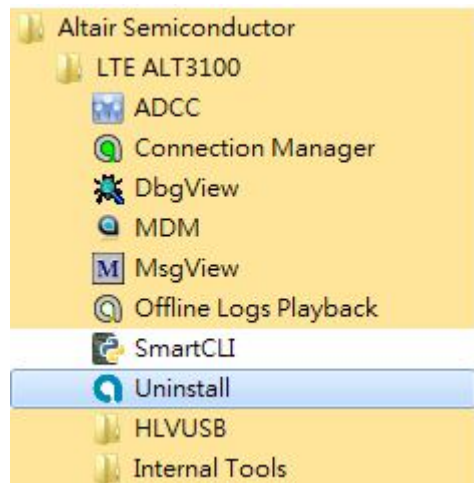 Altair Semiconductor
LTE ALT3100
ADCC
Connection Manager
DbgView
MDM
M MsgView
Offline Logs Playback
SmartCLI
Uninstall
HLVUSB
Internal Tools